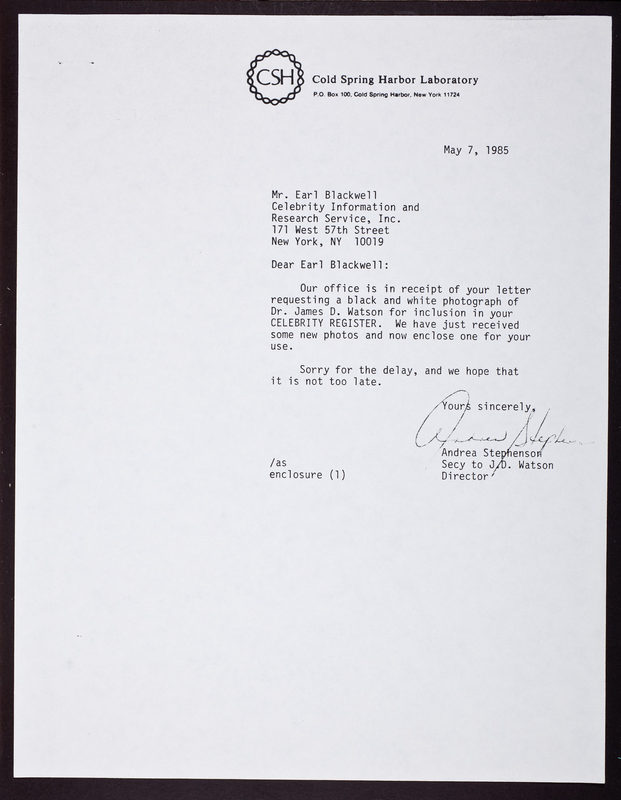 CSH
Cold Spring Harbor Laboratory
P.O. Box 100, Cold Spring Harbor, New York 11724
May 7, 1985
Mr. Earl Blackwell
Celebrity Information and
Research Service, Inc.
171 West 57th Street
New York, NY 10019
Dear Earl Blackwell:
Our office is in receipt of your letter
requesting a black and white photograph of
Dr. James D. Watson for inclusion in your
CELEBRITY REGISTER. We have just received
some new photos and now enclose one for your
use.
Sorry for the delay, and we hope that
it is not too late.
Yours sincerely,
Andrea Stephenson
Andrea Stephenson
Secy to J.D. Watson
Director
/as
enclosure (1)